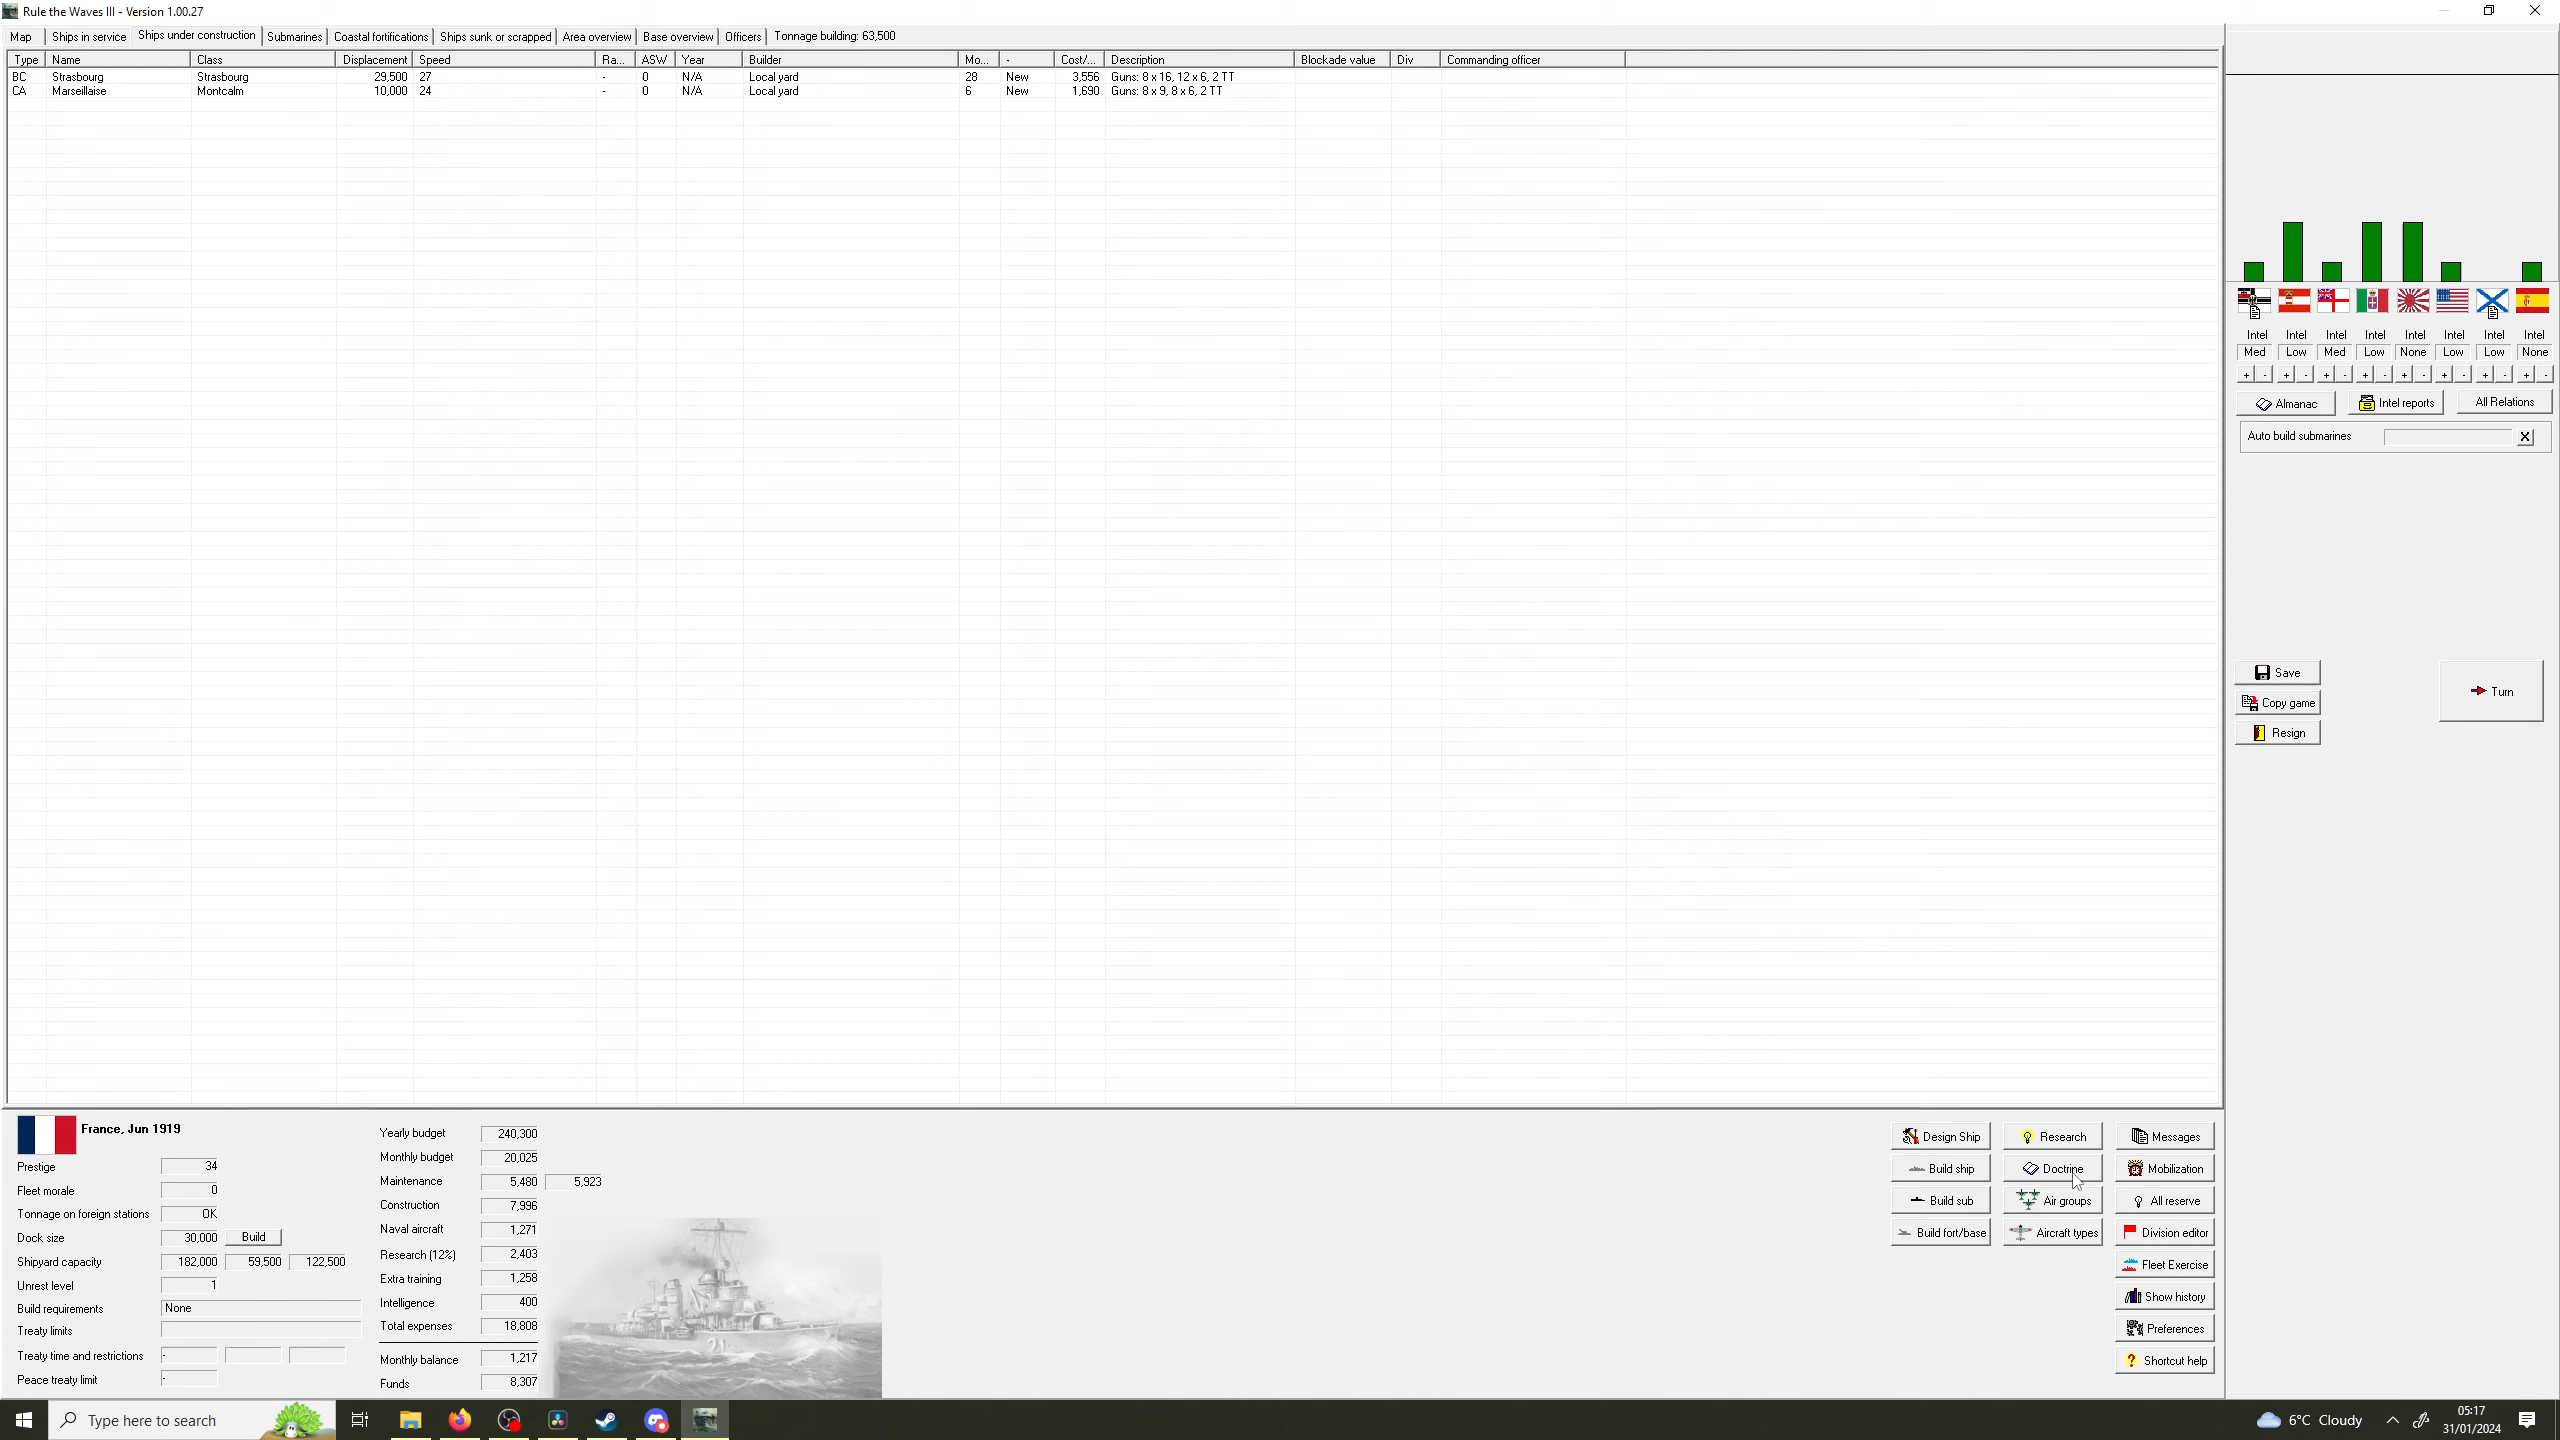 Rule the Waves III - Version 1.00.27
Map Ships in service Ships under construction Submarines Coastal fortifications Ships sunk or scrapped Area overview Base overview Officers Tonnage building: 63,500
Type Name Class Displacement Speed Ra... ASW Year Builder Mo... - Cost/... Description Blockade value Div Commanding officer
BC Strasbourg Strasbourg 29,500 27 - 0 N/A Local yard 28 New 3,556 Guns: 8 x 16, 12 x 6, 2 TT
CA Marseillaise Montcalm 10,000 24 - 0 N/A Local yard 6 New 1,690 Guns: 8 x 9, 8 x 6, 2 TT
Intel Intel Intel Intel Intel Intel Intel Intel
Med Low Med Low None Low Low None
+ - + - + - + - + - + - + - + -
Almanac Intel reports All Relations
Auto build submarines X
Save
Copy game
Resign
Turn
France, Jun 1919
Prestige 34
Fleet morale 0
Tonnage on foreign stations OK
Dock size 30,000 Build
Shipyard capacity 182,000 59,500 122,500
Unrest level 1
Build requirements None
Treaty limits
Treaty time and restrictions -
Peace treaty limit -
Yearly budget 240,300
Monthly budget 20,025
Maintenance 5,480 5,923
Construction 7,996
Naval aircraft 1,271
Research (12%) 2,403
Extra training 1,258
Intelligence 400
Total expenses 18,808
Monthly balance 1,217
Funds 8,307
Design Ship Research Messages
Build ship Doctrine Mobilization
Build sub Air groups All reserve
Build fort/base Aircraft types Division editor
Fleet Exercise
Show history
Preferences
Shortcut help
Type here to search
6°C Cloudy
05:17
31/01/2024